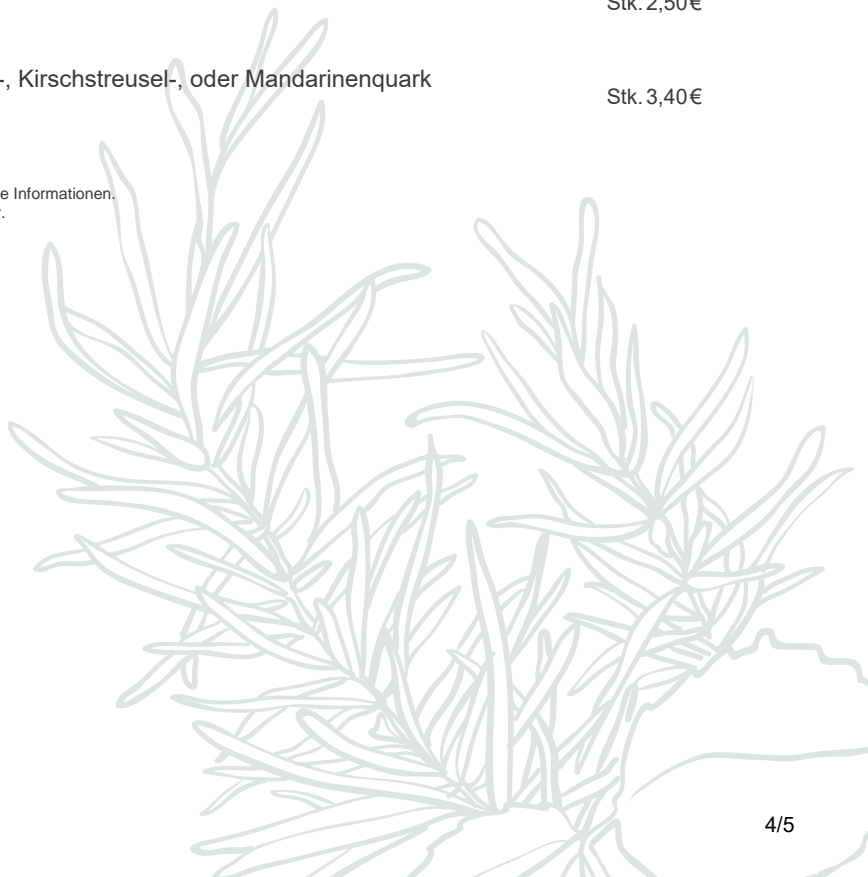 Stk. 2,50€
-, Kirschstreusel-, oder Mandarinenquark
Stk. 3,40€
e Informationen.
4/5